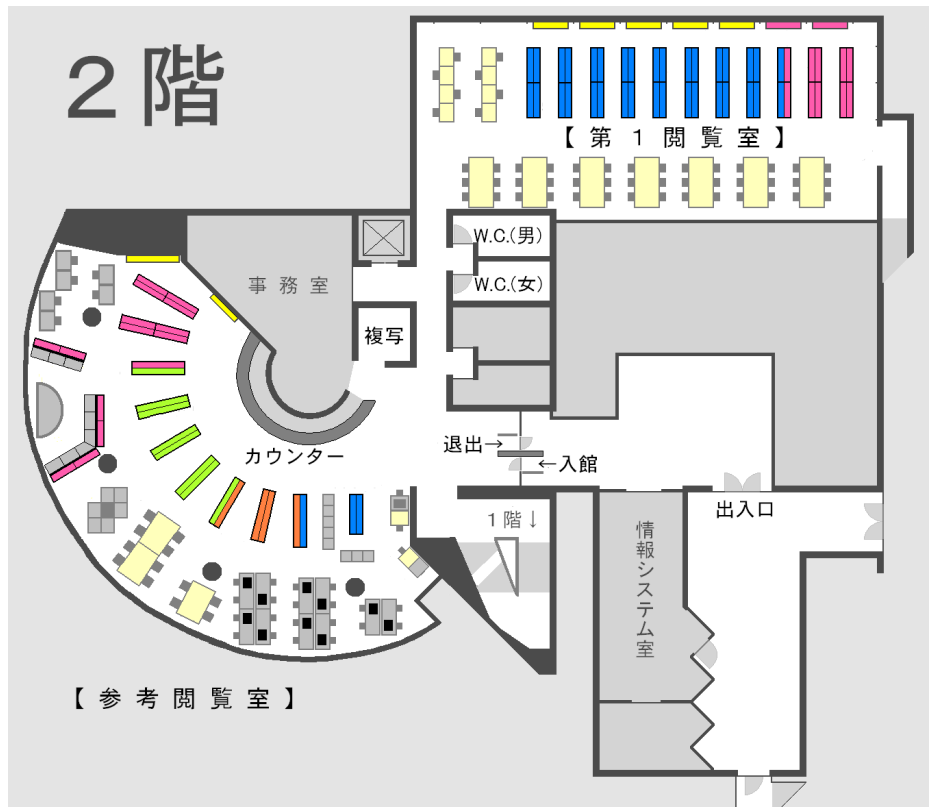 ２階
【第１閲覧室】
W.C.(男)
W.C.(女)
事務室
複写
退出→
←入館
カウンター
出入口
１階↓
情報システム室
【参考閲覧室】